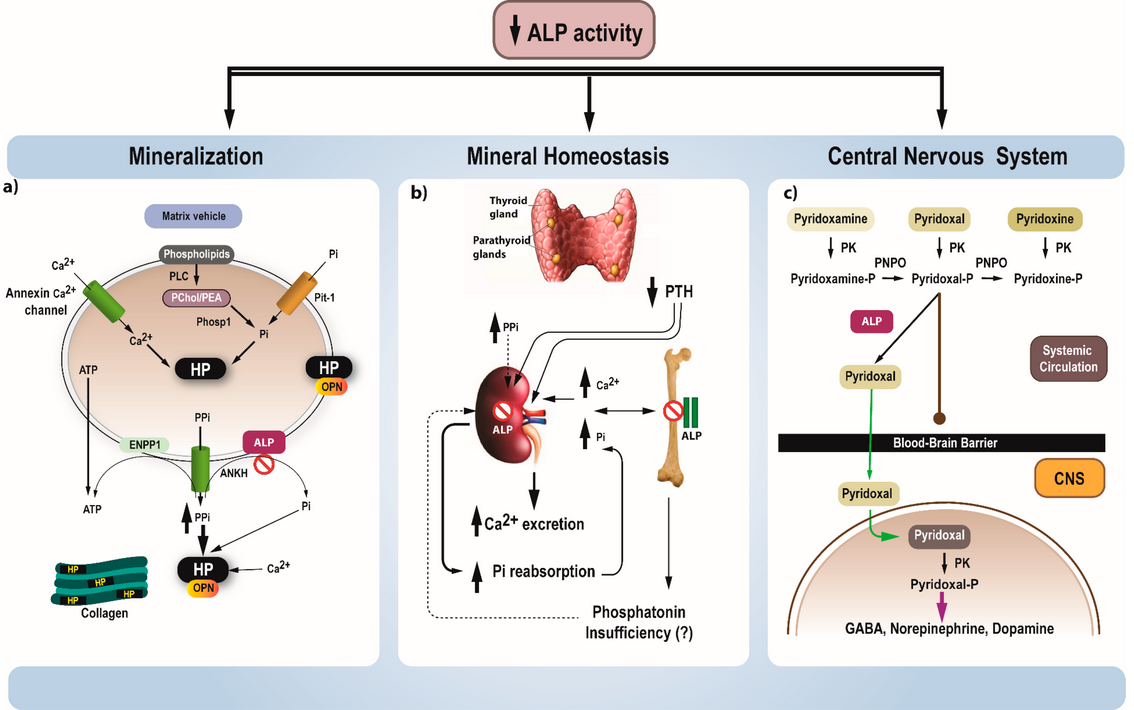 ALP activity
Mineralization
Mineral Homeostasis
Central Nervous System
a)
Matrix vehicle
Phospholipids
Ca2+
PLC
Pi
Annexin Ca2+
channel
PChol/PEA
Pit-1
Phosp1
Ca2+
Pi
HP
ATP
HP
OPN
PPi
ENPP1
ALP
ANKH
ATP
PPi
Pi
HP
OPN
Ca2+
HP
HP
HP
HP
Collagen
b)
Thyroid
gland
Parathyroid
glands
PTH
PPi
Ca2+
ALP
Pi
ALP
Ca2+ excretion
Pi reabsorption
Phosphatonin
Insufficiency (?)
c)
Pyridoxamine
Pyridoxal
Pyridoxine
PK
PK
PK
PNPO
PNPO
Pyridoxamine-P
Pyridoxal-P
Pyridoxine-P
ALP
Systemic
Circulation
Pyridoxal
Blood-Brain Barrier
CNS
Pyridoxal
Pyridoxal
PK
Pyridoxal-P
GABA, Norepinephrine, Dopamine